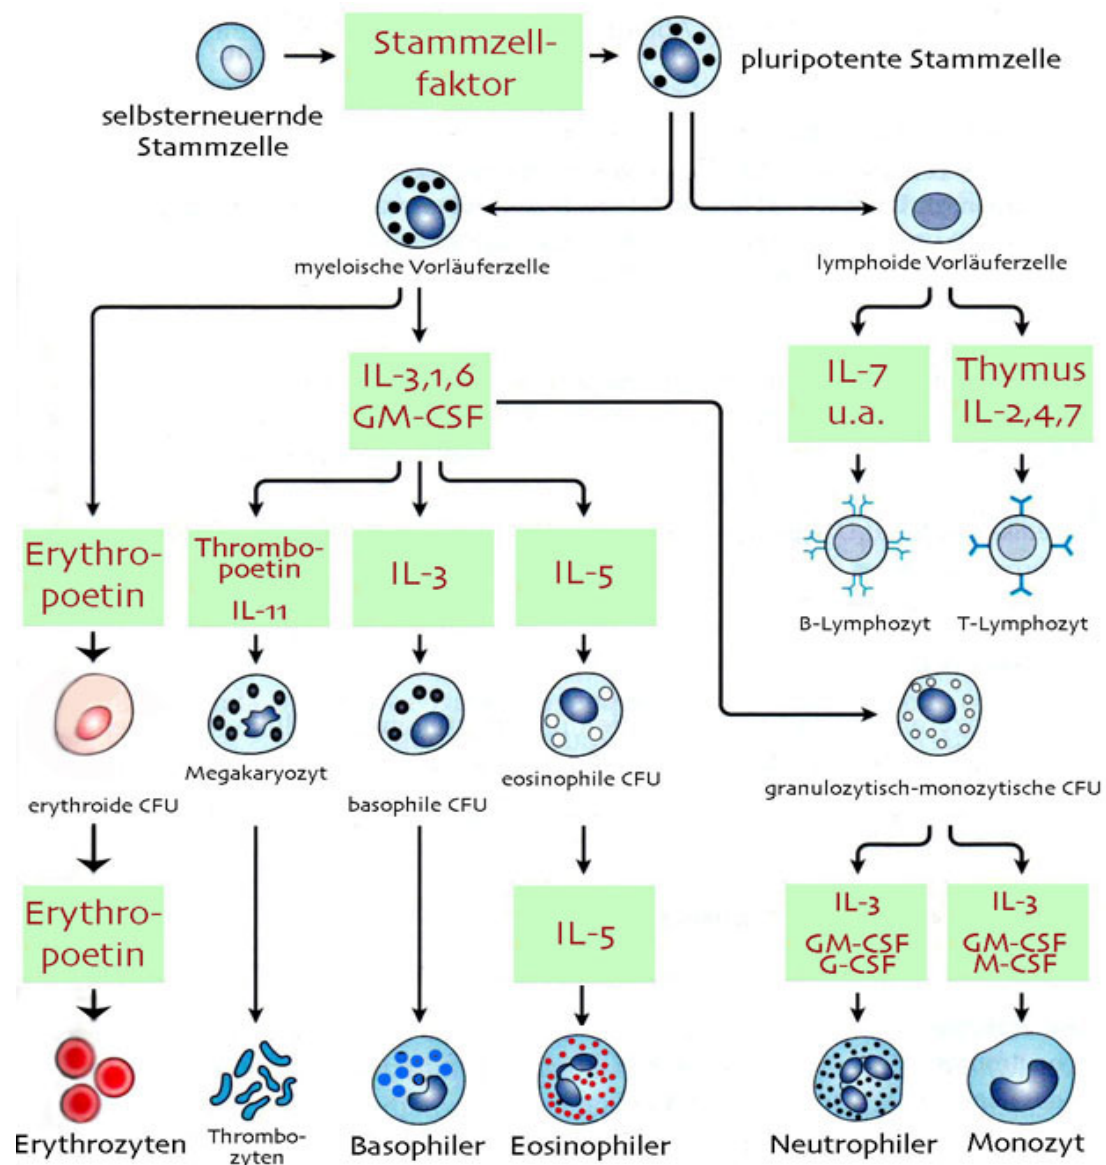 Stammzell-
faktor
pluripotente Stammzelle
selbsterneuernde
Stammzelle
myeloische Vorläuferzelle
lymphoide Vorläuferzelle
IL-3,1,6
GM-CSF
IL-7
u.a.
Thymus
IL-2,4,7
Erythro-
poetin
Thrombo-
poetin
IL-11
IL-3
IL-5
B-Lymphozyt
T-Lymphozyt
erythroide CFU
Megakaryozyt
basophile CFU
eosinophile CFU
granulozytisch-monozytische CFU
Erythro-
poetin
IL-5
IL-3
GM-CSF
G-CSF
IL-3
GM-CSF
M-CSF
Erythrozyten
Thrombo-
zyten
Basophiler
Eosinophiler
Neutrophiler
Monozyt